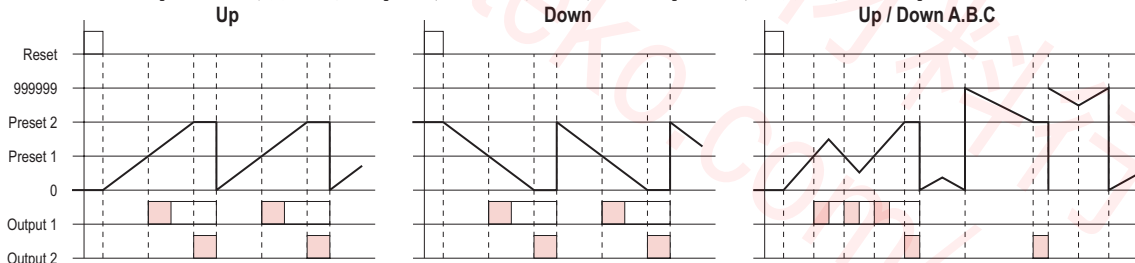 Up
Down
Up / Down A.B.C
Reset
999999
Preset 2
Preset 1
0
Output 1
Output 2